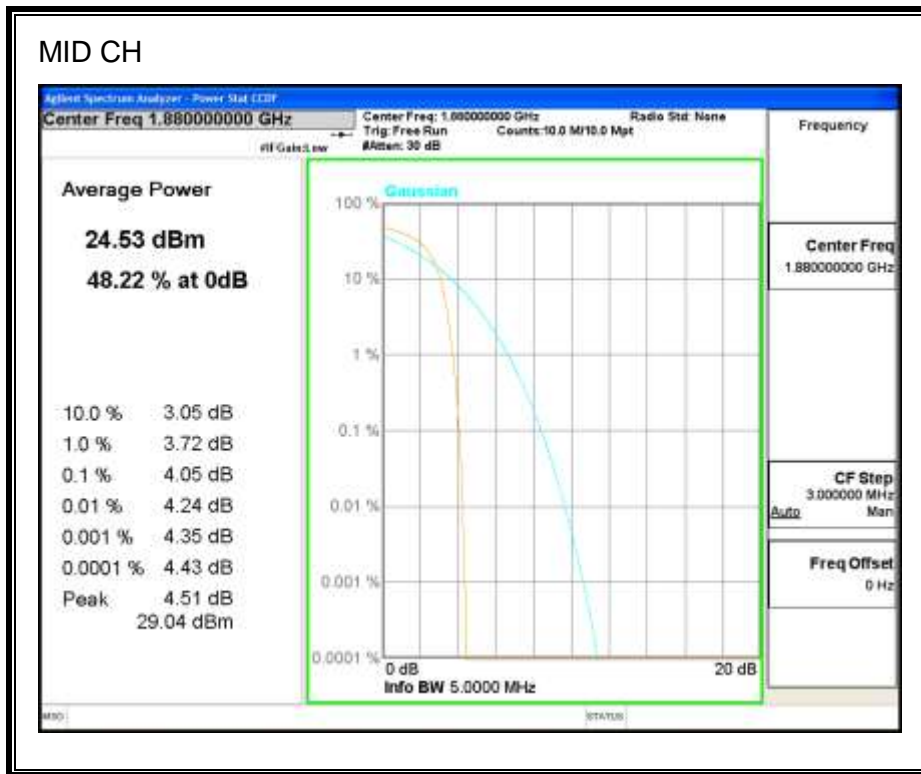 MID CH
Agilent Spectrum Analyzer - Power Stat CCDF
Center Freq 1.880000000 GHz
#IFGain:Low
Center Freq: 1.880000000 GHz
Radio Std: None
Trig: Free Run
Counts:10.0 M/10.0 Mpt
#Atten: 30 dB
Average Power
24.53 dBm
48.22 % at 0dB
10.0 % 3.05 dB
1.0 % 3.72 dB
0.1 % 4.05 dB
0.01 % 4.24 dB
0.001 % 4.35 dB
0.0001 % 4.43 dB
Peak 4.51 dB
29.04 dBm
Gaussian
100 %
10 %
1 %
0.1 %
0.01 %
0.001 %
0.0001 %
0 dB
20 dB
Info BW 5.0000 MHz
Frequency
Center Freq
1.880000000 GHz
CF Step
3.000000 MHz
Auto Man
Freq Offset
0 Hz
MSG
STATUS